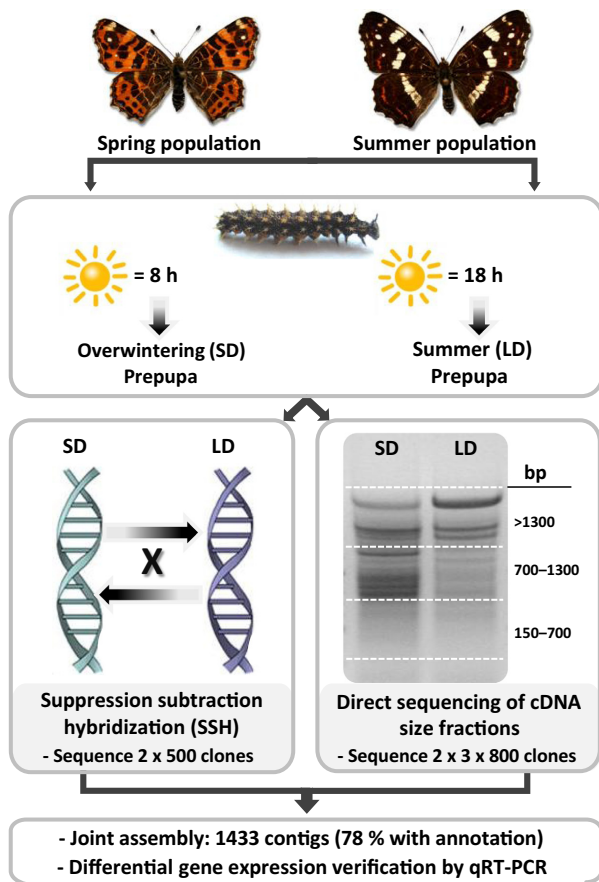 Spring population
Summer population
= 8 h
= 18 h
Overwintering (SD)
Prepupa
Summer (LD)
Prepupa
SD
LD
X
Suppression subtraction
hybridization (SSH)
- Sequence 2 x 500 clones
SD
LD
bp
>1300
700–1300
150–700
Direct sequencing of cDNA
size fractions
- Sequence 2 x 3 x 800 clones
- Joint assembly: 1433 contigs (78 % with annotation)
- Differential gene expression verification by qRT-PCR